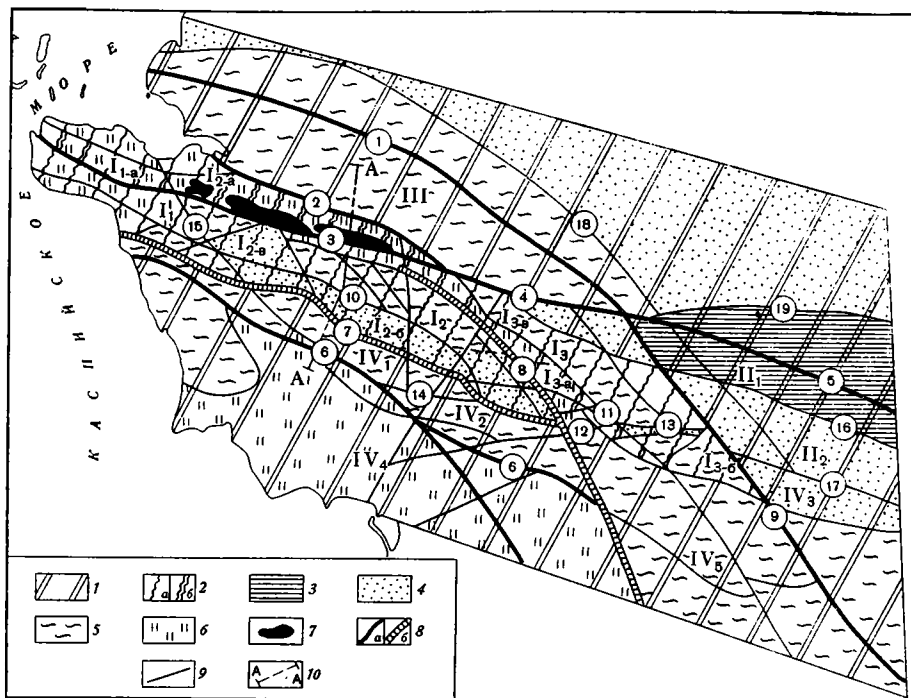 КАСПИЙСКОЕ МОРЕ
1
A
III
I₁₋ₐ
I₂₋ₐ
2
18
I₁
15
3
I₂₋в
4
19
10
I₂
I₃₋в
I₂₋б
I₃
7
8
II₁
5
6
IV₁
I₃₋ₐ
A
14
11
16
IV₂
12
13
II₂
IV₄
I₃₋б
17
6
IV₃
9
IV₅
1
а б 2
3
4
5
6
7
а б 8
9
A A 10